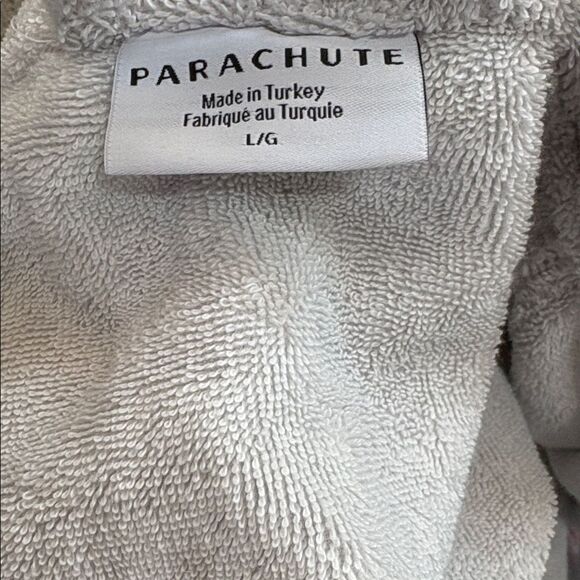 PARACHUTE
Made in Turkey
Fabriqué au Turquie
L/G